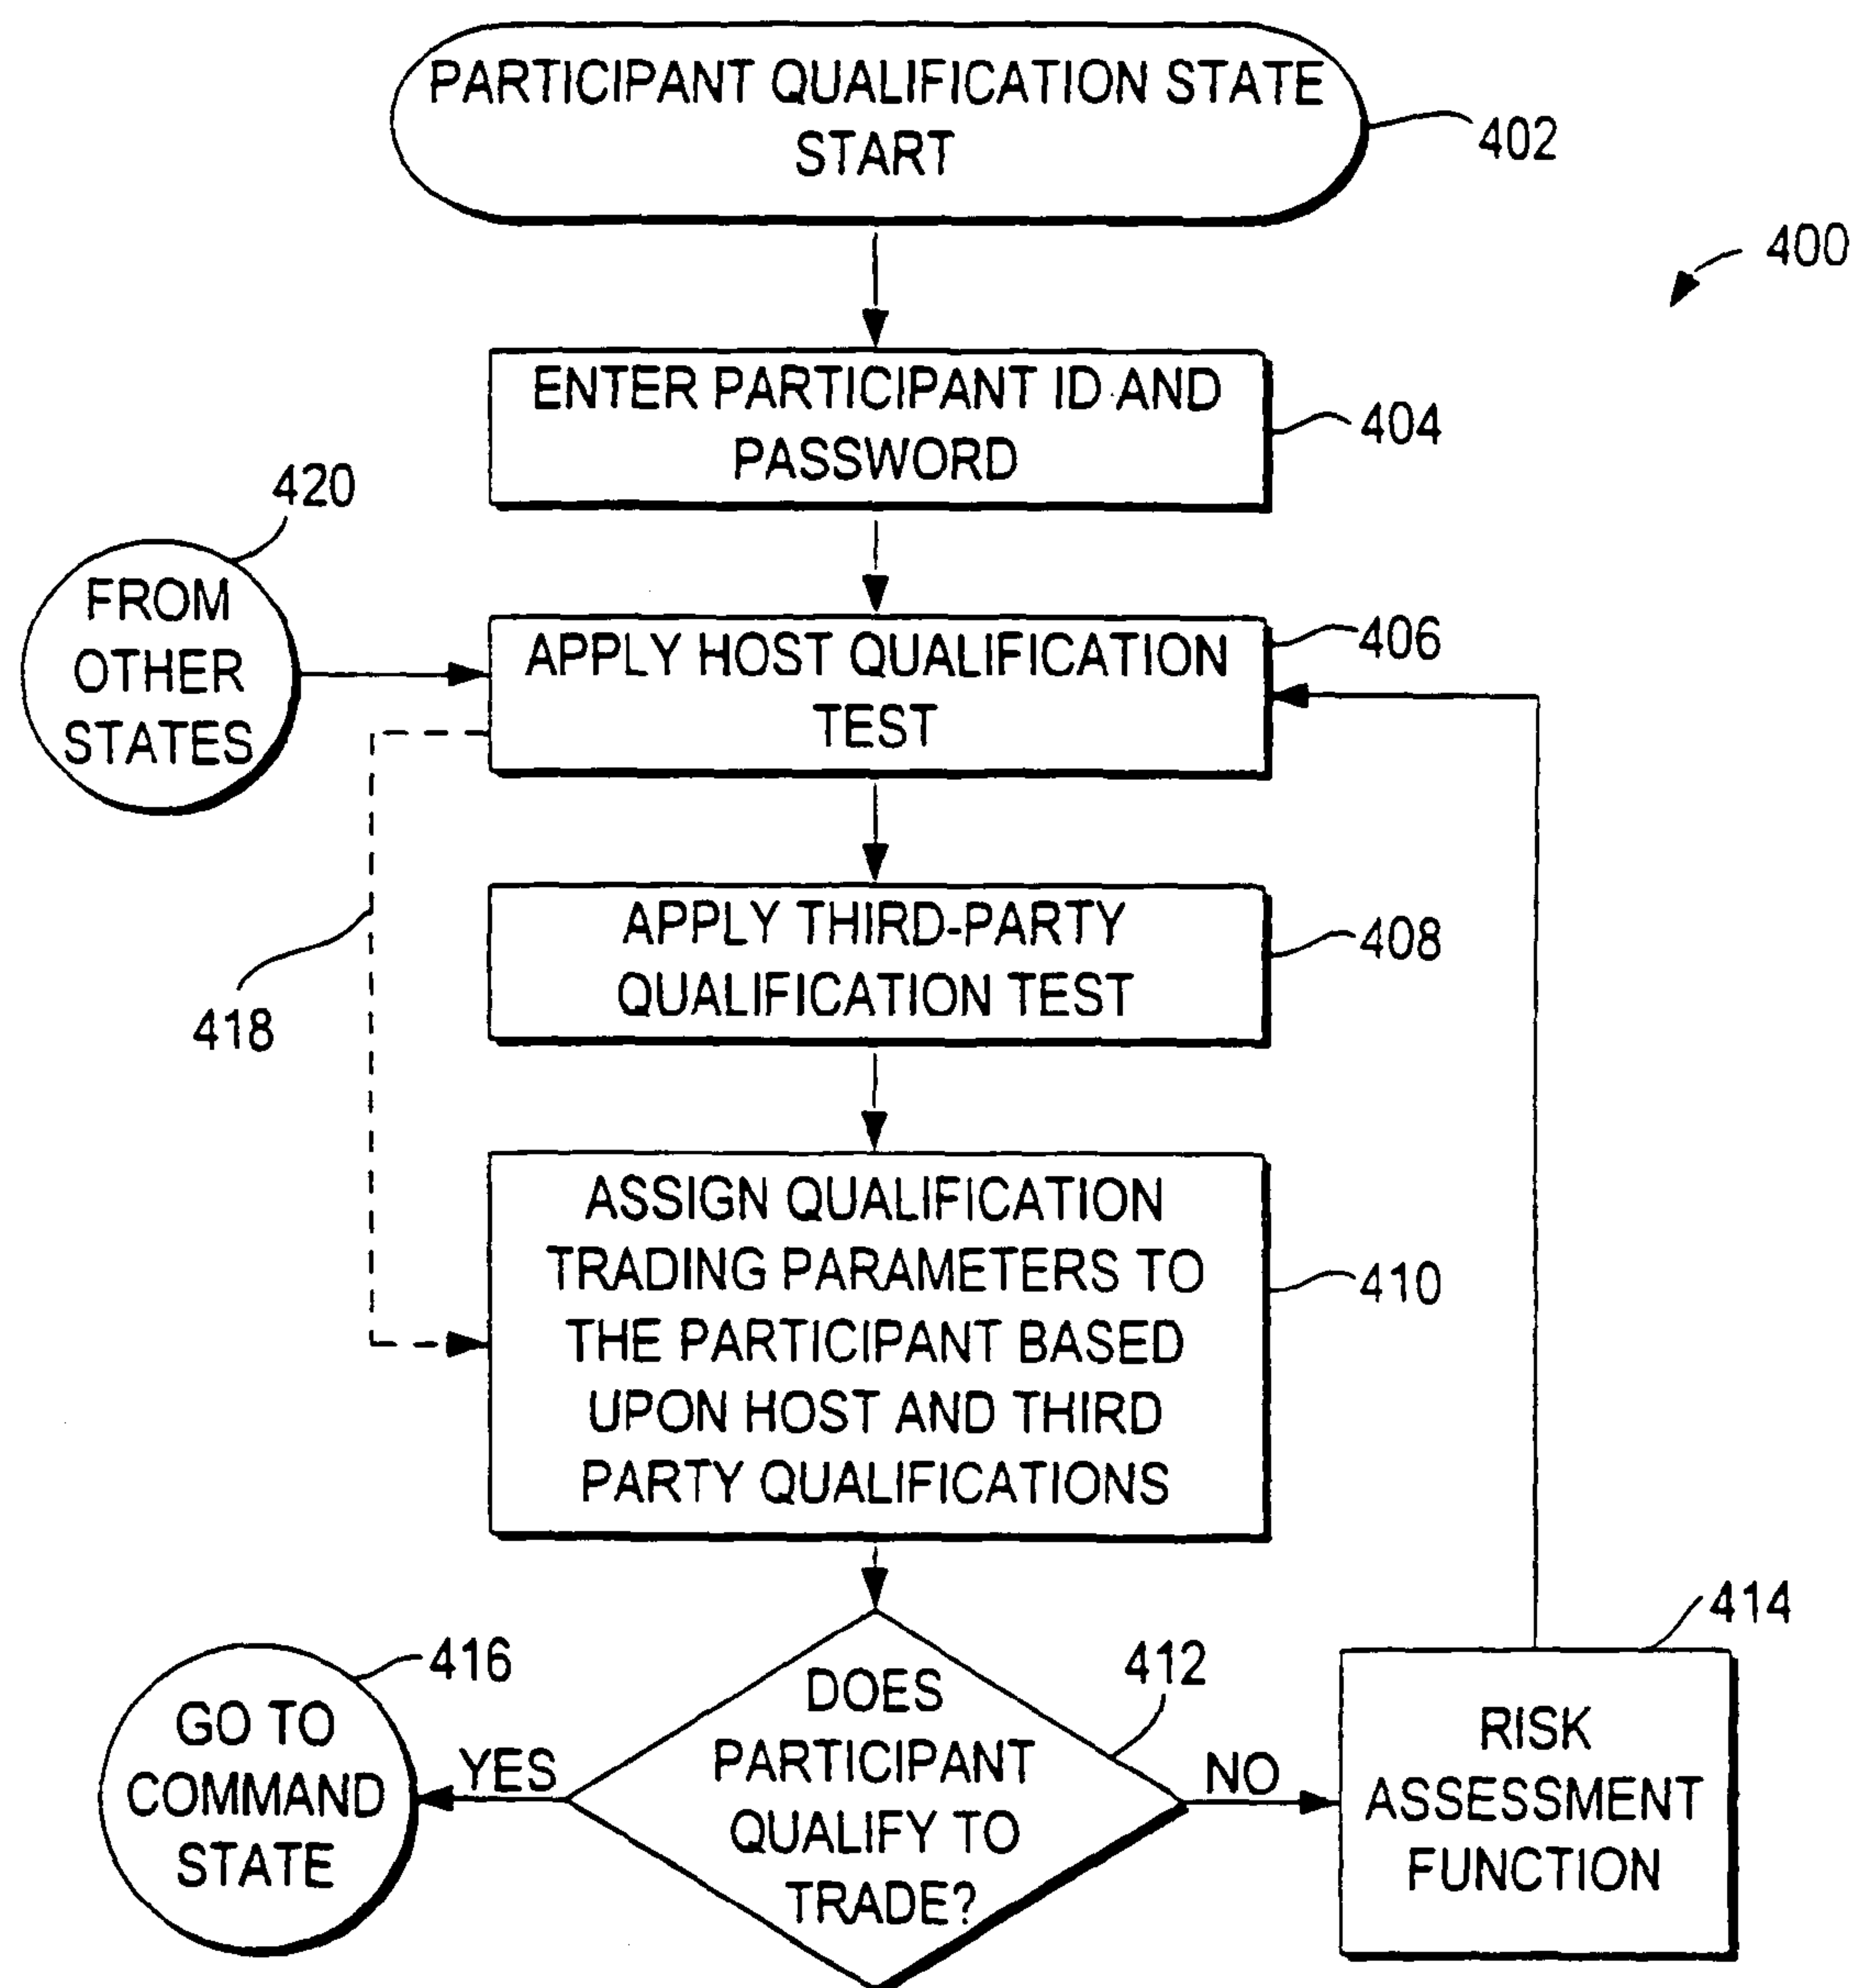 PARTICIPANT QUALIFICATION STATE
START
402
400
ENTER PARTICIPANT ID AND
PASSWORD
404
420
FROM
OTHER
STATES
APPLY HOST QUALIFICATION
TEST
406
APPLY THIRD-PARTY
QUALIFICATION TEST
408
418
ASSIGN QUALIFICATION
TRADING PARAMETERS TO
THE PARTICIPANT BASED
UPON HOST AND THIRD
PARTY QUALIFICATIONS
410
416
GO TO
COMMAND
STATE
YES
DOES
PARTICIPANT
QUALIFY TO
TRADE?
412
NO
414
RISK
ASSESSMENT
FUNCTION